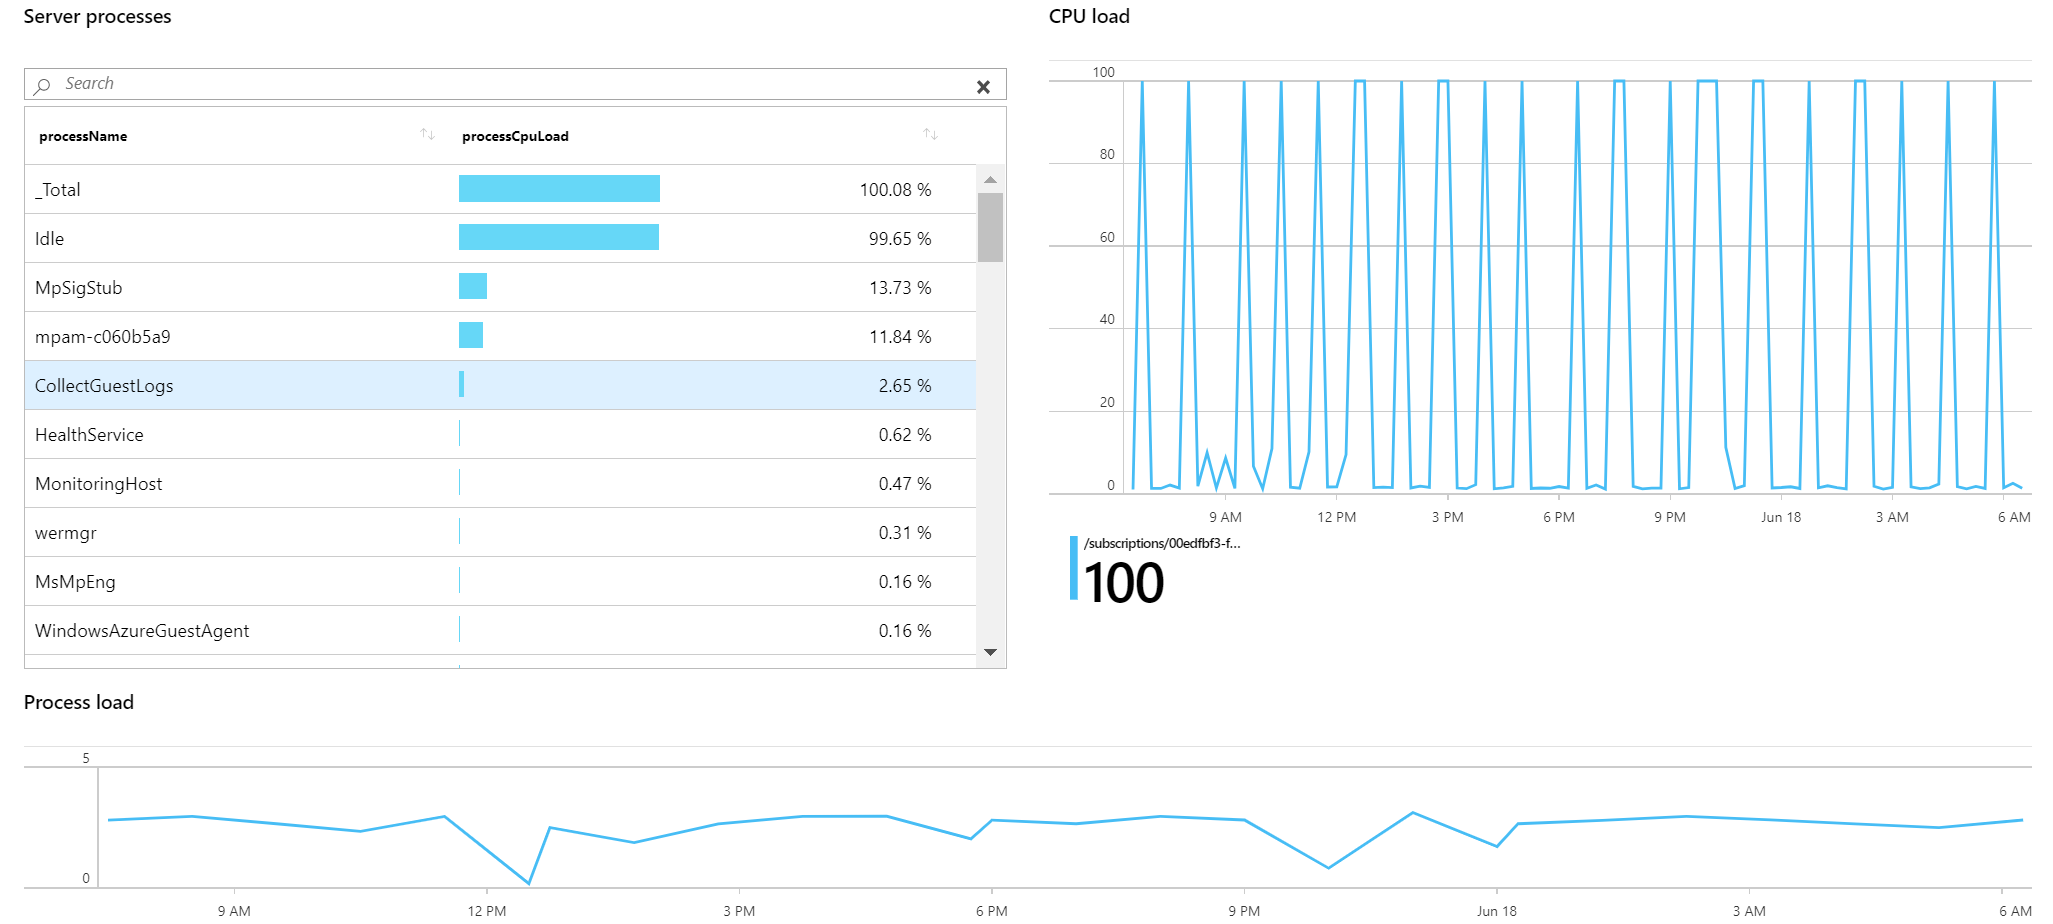 Server processes
Search
processName processCpuLoad
_Total 100.08 %
Idle 99.65 %
MpSigStub 13.73 %
mpam-c060b5a9 11.84 %
CollectGuestLogs 2.65 %
HealthService 0.62 %
MonitoringHost 0.47 %
wermgr 0.31 %
MsMpEng 0.16 %
WindowsAzureGuestAgent 0.16 %
CPU load
100
80
60
40
20
0
9 AM 12 PM 3 PM 6 PM 9 PM Jun 18 3 AM 6 AM
/subscriptions/00edfbf3-f...
100
Process load
5
0
9 AM 12 PM 3 PM 6 PM 9 PM Jun 18 3 AM 6 AM